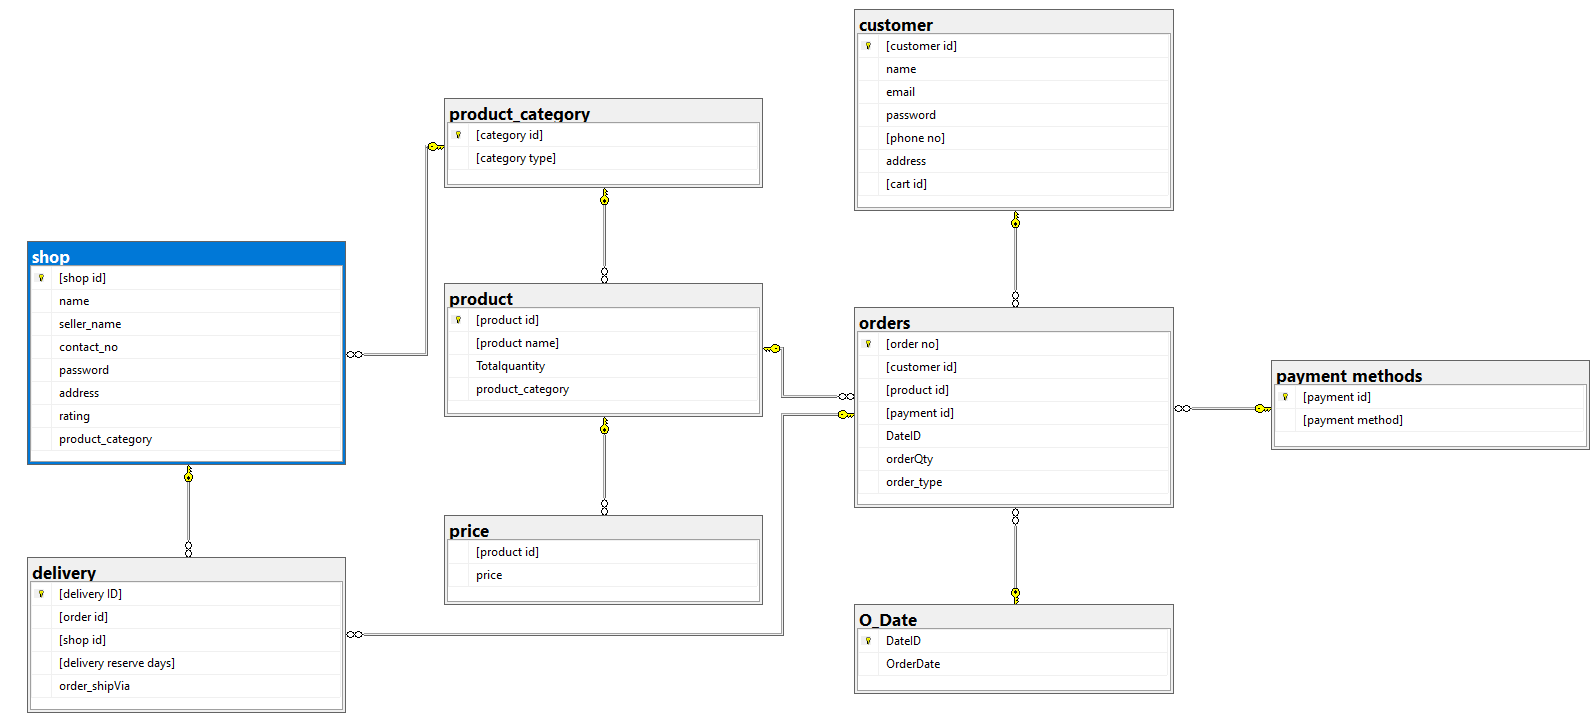 customer
[customer id]
name
email
password
[phone no]
address
[cart id]
product_category
[category id]
[category type]
shop
[shop id]
name
seller_name
contact_no
password
address
rating
product_category
product
[product id]
[product name]
Totalquantity
product_category
orders
[order no]
[customer id]
[product id]
[payment id]
DateID
orderQty
order_type
payment methods
[payment id]
[payment method]
price
[product id]
price
delivery
[delivery ID]
[order id]
[shop id]
[delivery reserve days]
order_shipVia
O_Date
DateID
OrderDate